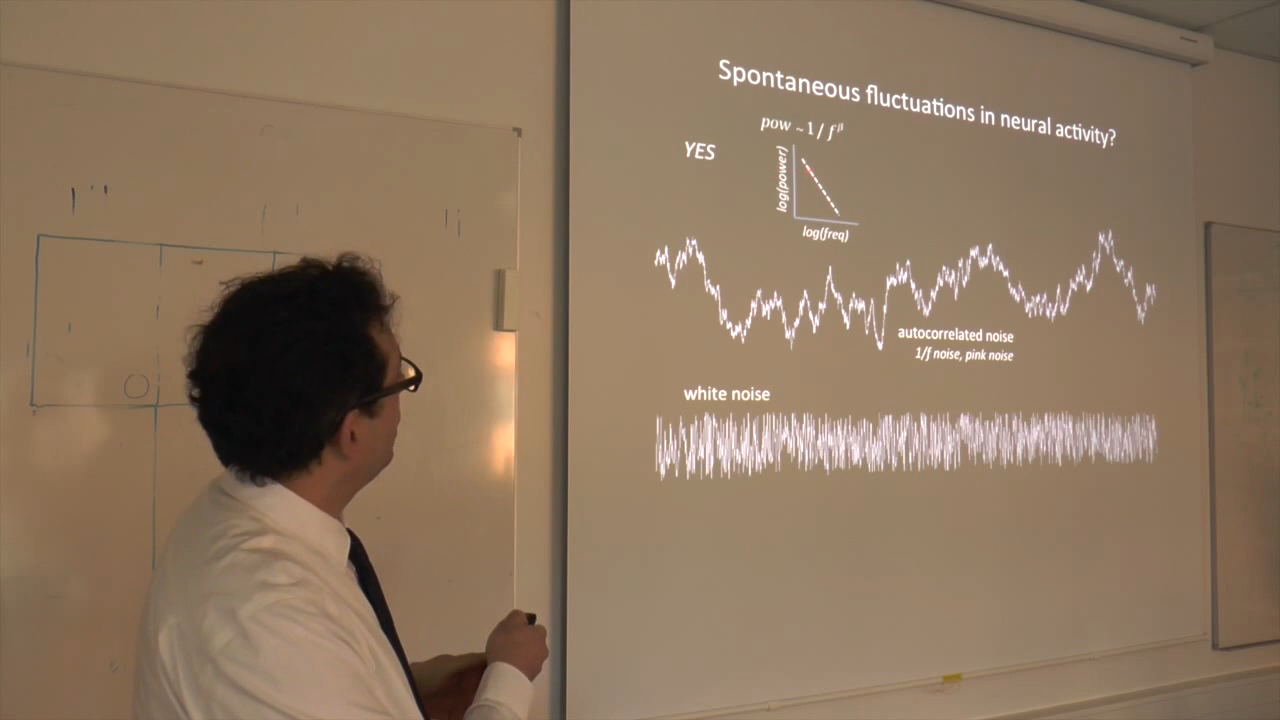 Spontaneous fluctuations in neural activity?
pow ~ 1 / f^β
YES
log(power)
log(freq)
autocorrelated noise
1/f noise, pink noise
white noise